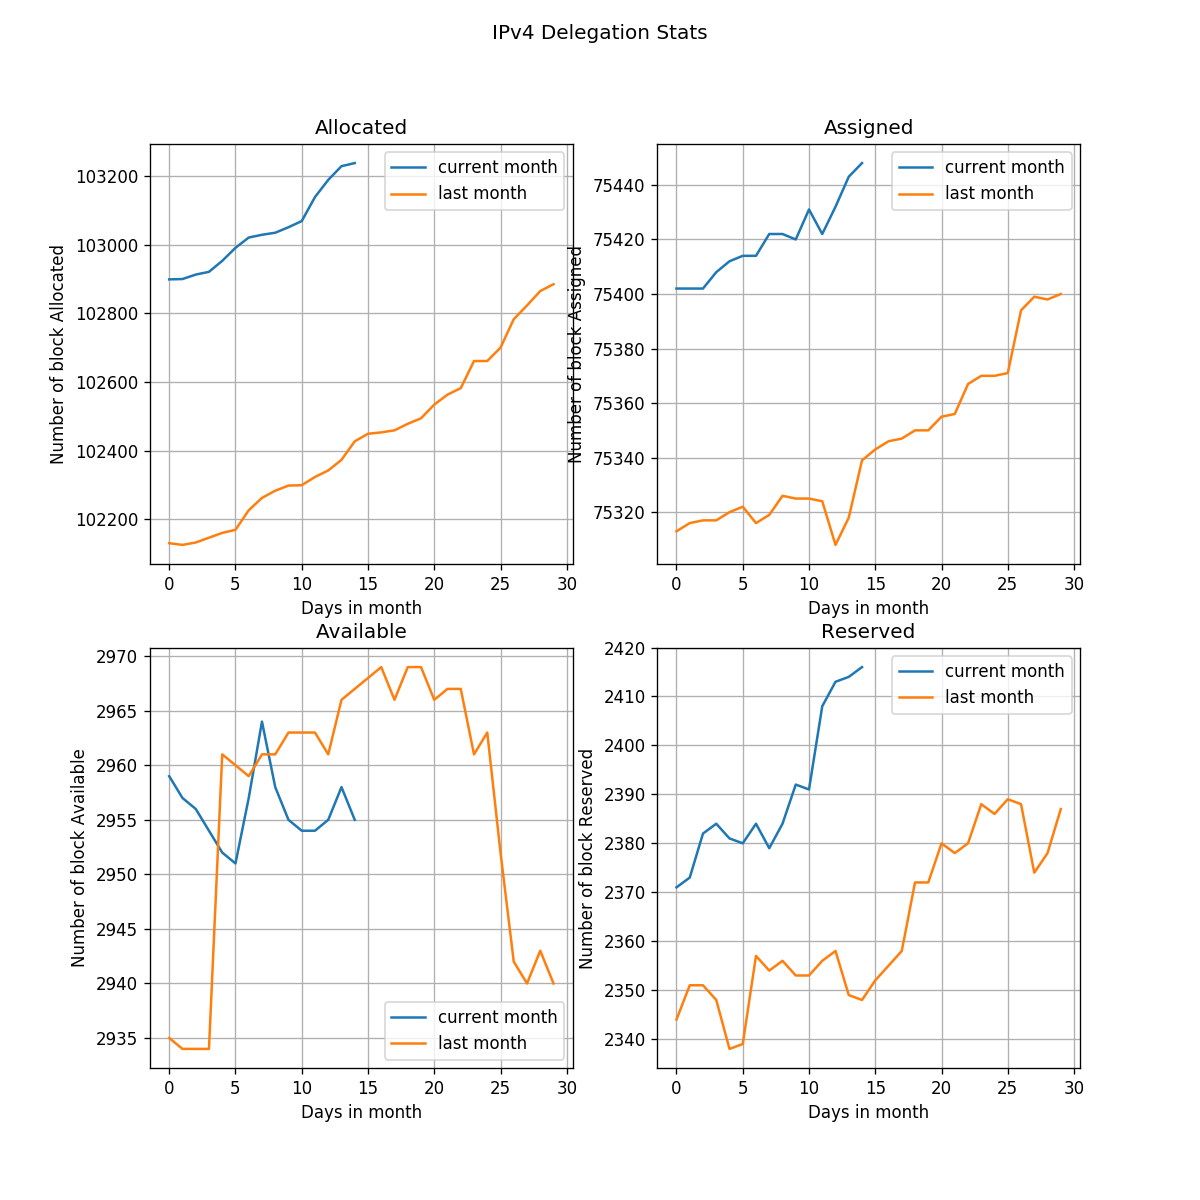 IPv4 Delegation Stats
Allocated
Number of block Allocated
103200
103000
102800
102600
102400
102200
0 5 10 15 20 25 30
Days in month
current month
last month
Assigned
Number of block Assigned
75440
75420
75400
75380
75360
75340
75320
0 5 10 15 20 25 30
Days in month
current month
last month
Available
Number of block Available
2970
2965
2960
2955
2950
2945
2940
2935
0 5 10 15 20 25 30
Days in month
current month
last month
Reserved
Number of block Reserved
2420
2410
2400
2390
2380
2370
2360
2350
2340
0 5 10 15 20 25 30
Days in month
current month
last month